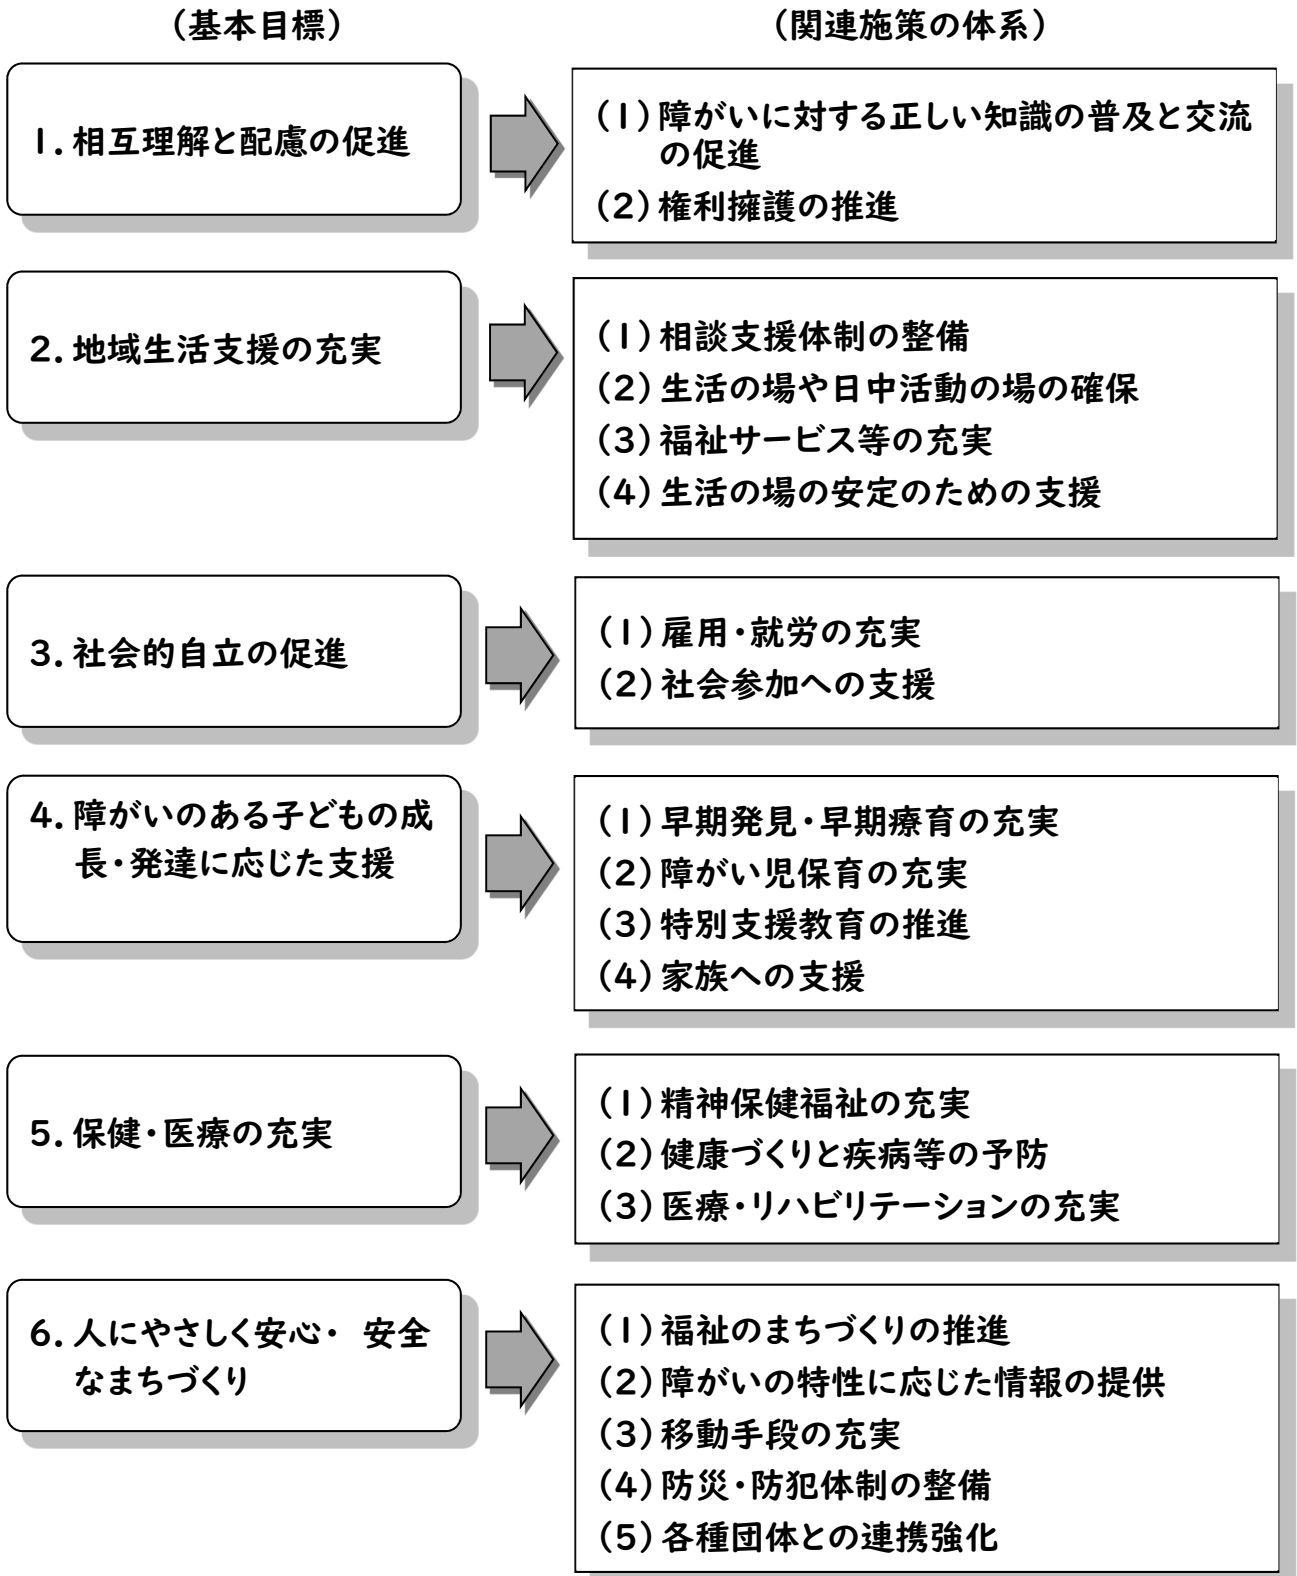 （基本目標）
（関連施策の体系）
1．相互理解と配慮の促進
（1）障がいに対する正しい知識の普及と交流
の促進
（2）権利擁護の推進
2．地域生活支援の充実
（1）相談支援体制の整備
（2）生活の場や日中活動の場の確保
（3）福祉サービス等の充実
（4）生活の場の安定のための支援
3．社会的自立の促進
（1）雇用・就労の充実
（2）社会参加への支援
4．障がいのある子どもの成
長・発達に応じた支援
（1）早期発見・早期療育の充実
（2）障がい児保育の充実
（3）特別支援教育の推進
（4）家族への支援
5．保健・医療の充実
（1）精神保健福祉の充実
（2）健康づくりと疾病等の予防
（3）医療・リハビリテーションの充実
6．人にやさしく安心・ 安全
なまちづくり
（1）福祉のまちづくりの推進
（2）障がいの特性に応じた情報の提供
（3）移動手段の充実
（4）防災・防犯体制の整備
（5）各種団体との連携強化